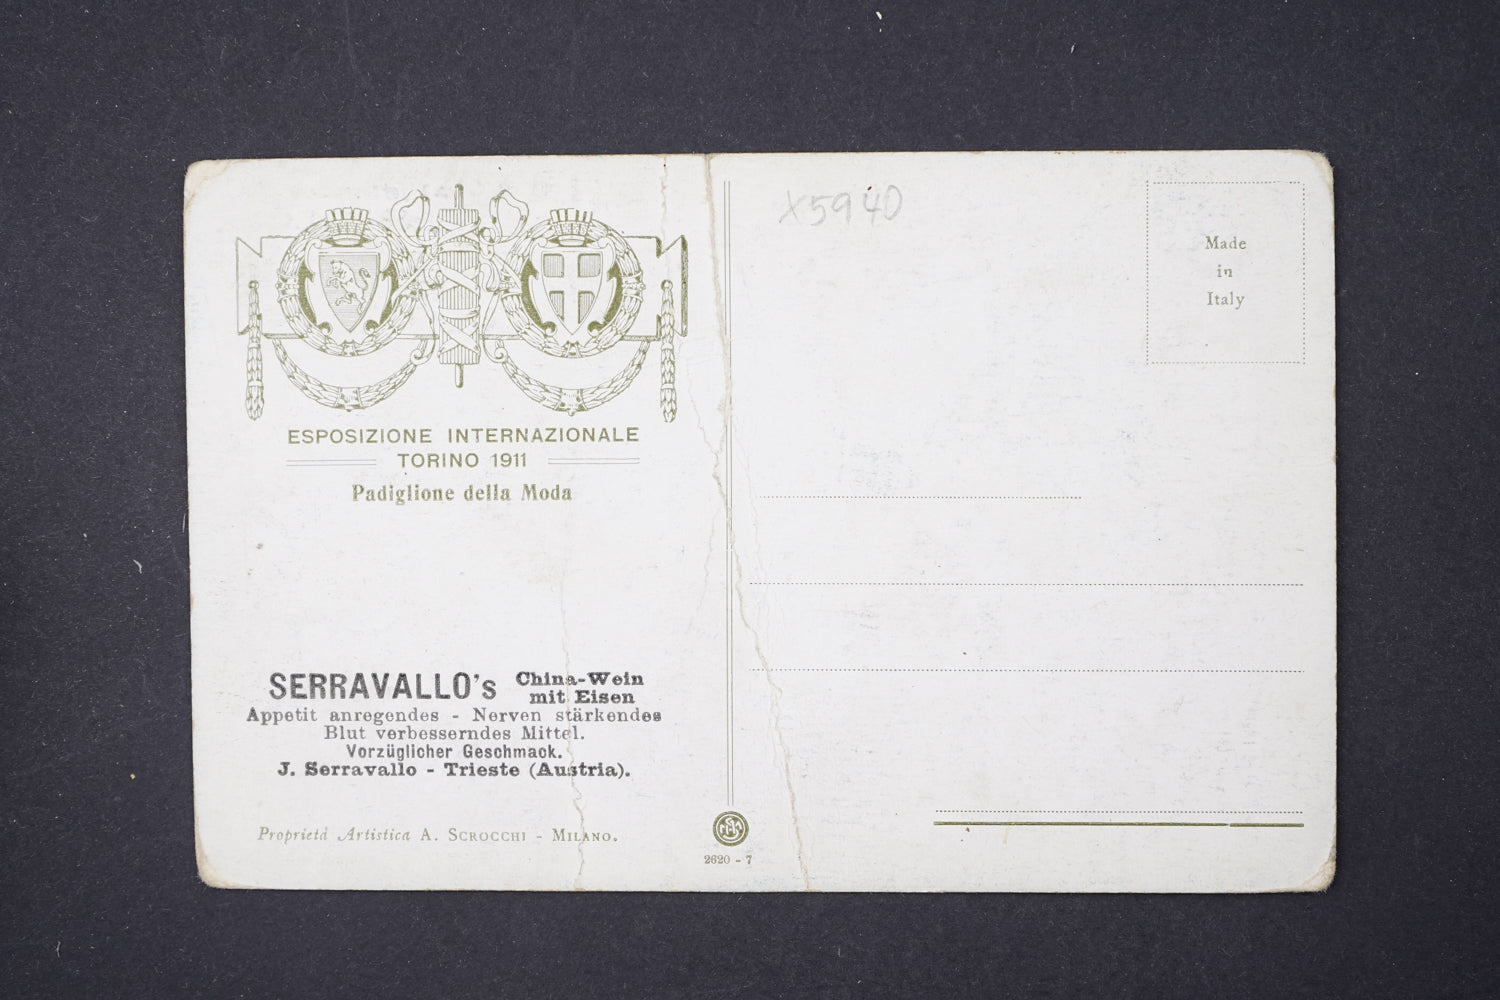 X5940
Made
in
Italy
ESPOSIZIONE INTERNAZIONALE
TORINO 1911
Padiglione della Moda
SERRAVALLO's China-Wein
mit Eisen
Appetit anregendes - Nerven stärkendes
Blut verbesserndes Mittel.
Vorzüglicher Geschmack.
J. Serravallo - Trieste (Austria).
Proprietà Artistica A. SCROCCHI - MILANO.
2620 - 7